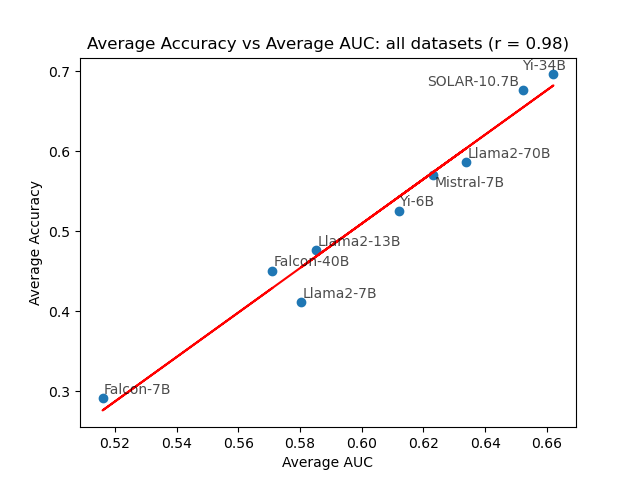 Average Accuracy vs Average AUC: all datasets (r = 0.98)
Yi-34B
SOLAR-10.7B
Llama2-70B
Mistral-7B
Yi-6B
Llama2-13B
Falcon-40B
Llama2-7B
Falcon-7B
Average Accuracy
0.7
0.6
0.5
0.4
0.3
0.52
0.54
0.56
0.58
0.60
0.62
0.64
0.66
Average AUC